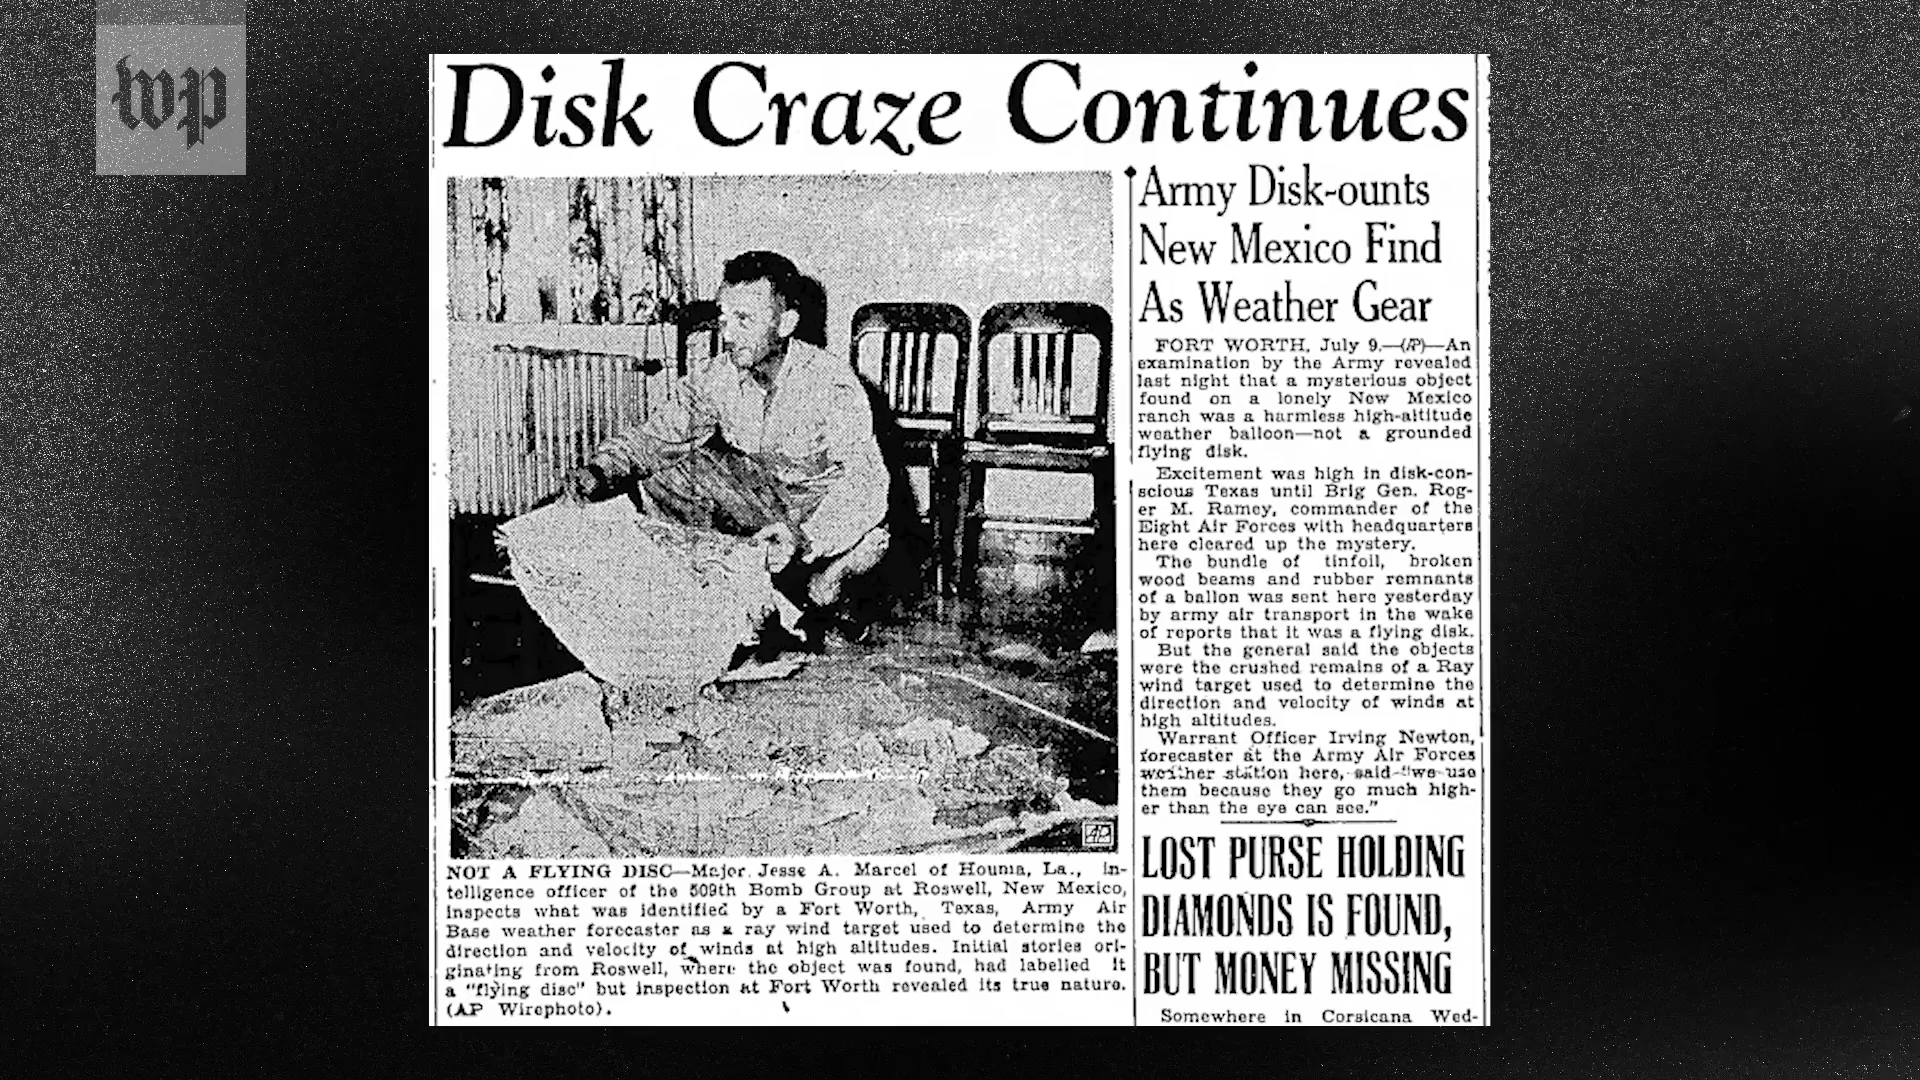 wp
Disk Craze Continues
Army Disk-ounts
New Mexico Find
As Weather Gear
FORT WORTH, July 9.—(AP)—An
examination by the Army revealed
last night that a mysterious object
found on a lonely New Mexico
ranch was a harmless high-altitude
weather balloon—not a grounded
flying disk.
Excitement was high in disk-con-
scious Texas until Brig Gen. Rog-
er M. Ramey, commander of the
Eight Air Forces with headquarters
here cleared up the mystery.
The bundle of tinfoil, broken
wood beams and rubber remnants
of a ballon was sent here yesterday
by army air transport in the wake
of reports that it was a flying disk.
But the general said the objects
were the crushed remains of a Ray
wind target used to determine the
direction and velocity of winds at
high altitudes.
Warrant Officer Irving Newton,
forecaster at the Army Air Forces
weather station here, said "we use
them because they go much high-
er than the eye can see."
AP
NOT A FLYING DISC—Major Jesse A. Marcel of Houma, La., in-
telligence officer of the 509th Bomb Group at Roswell, New Mexico,
inspects what was identified by a Fort Worth, Texas, Army Air
Base weather forecaster as a ray wind target used to determine the
direction and velocity of winds at high altitudes. Initial stories ori-
ginating from Roswell, where the object was found, had labelled it
a "flying disc" but inspection at Fort Worth revealed its true nature.
(AP Wirephoto).
LOST PURSE HOLDING
DIAMONDS IS FOUND,
BUT MONEY MISSING
Somewhere in Corsicana Wed-